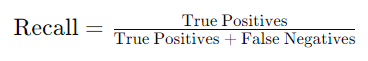 Recall = True Positives / True Positives + False Negatives